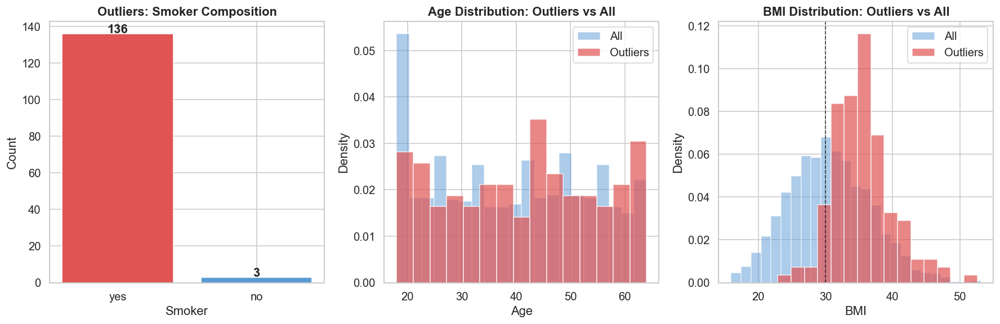 Outliers: Smoker Composition
140
120
100
80
60
40
20
0
Count
136
3
yes
no
Smoker
Age Distribution: Outliers vs All
All
Outliers
0.05
0.04
0.03
0.02
0.01
0.00
Density
20
30
40
50
60
Age
BMI Distribution: Outliers vs All
All
Outliers
0.12
0.10
0.08
0.06
0.04
0.02
0.00
Density
20
30
40
50
BMI